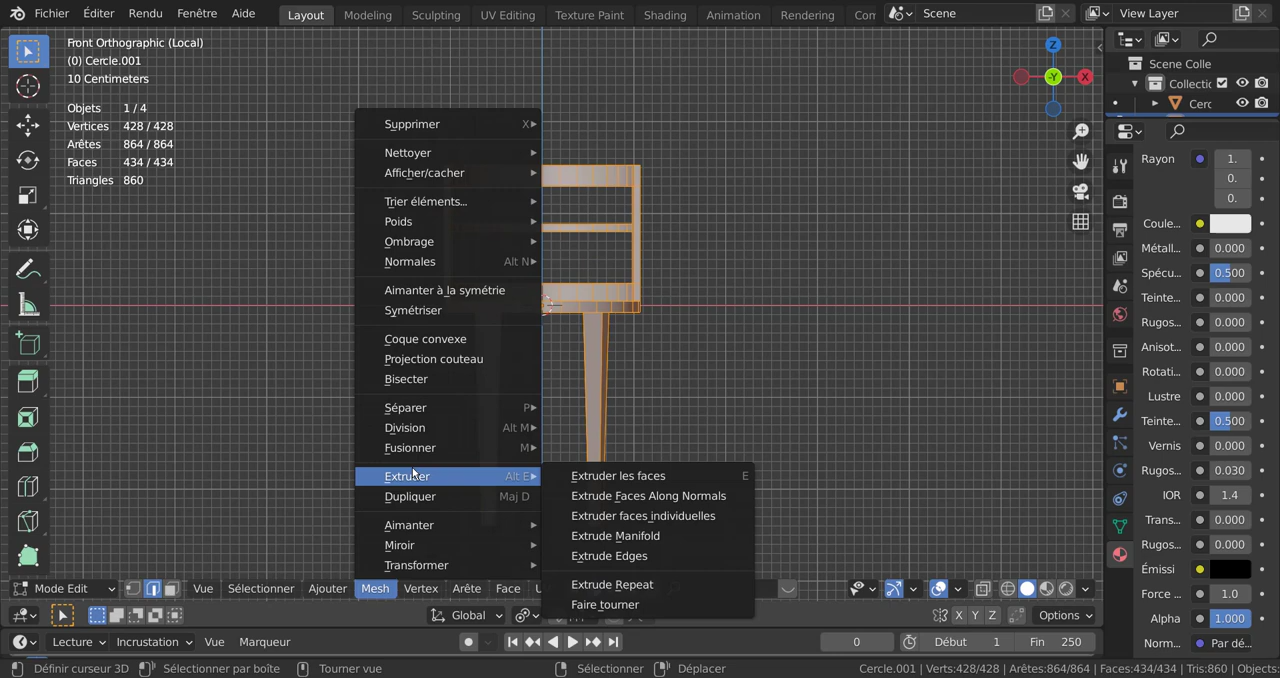 Fichier Éditer Rendu Fenêtre Aide Layout Modeling Sculpting UV Editing Texture Paint Shading Animation Rendering Com Scene View Layer
Front Orthographic (Local)
(0) Cercle.001
10 Centimeters
Objets 1 / 4
Vertices 428 / 428
Arêtes 864 / 864
Faces 434 / 434
Triangles 860
Z
-Y
X
Supprimer X
Nettoyer
Afficher/cacher
Trier éléments...
Poids
Ombrage
Normales Alt N
Aimanter à la symétrie
Symétriser
Coque convexe
Projection couteau
Bisecter
Séparer P
Division Alt M
Fusionner M
Extruder Alt E
Dupliquer Maj D
Aimanter
Miroir
Transformer
Extruder les faces E
Extrude Faces Along Normals
Extruder faces individuelles
Extrude Manifold
Extrude Edges
Extrude Repeat
Faire tourner
Scene Colle
Collectic
Cerc
Rayon 1.
0.
0.
Coule...
Métall... 0.000
Spécu... 0.500
Teinte... 0.000
Rugos... 0.000
Anisot... 0.000
Rotati... 0.000
Lustre 0.000
Teinte... 0.500
Vernis 0.000
Rugos... 0.030
IOR 1.4
Trans... 0.000
Rugos... 0.000
Émissi
Force ... 1.0
Alpha 1.000
Norm... Par dé...
Mode Edit Vue Sélectionner Ajouter Mesh Vertex Arête Face U
Global X Y Z Options
Lecture Incrustation Vue Marqueur 0 Début 1 Fin 250
Définir curseur 3D Sélectionner par boîte Tourner vue Sélectionner Déplacer Cercle.001 | Verts:428/428 | Arêtes:864/864 | Faces:434/434 | Tris:860 | Objets: